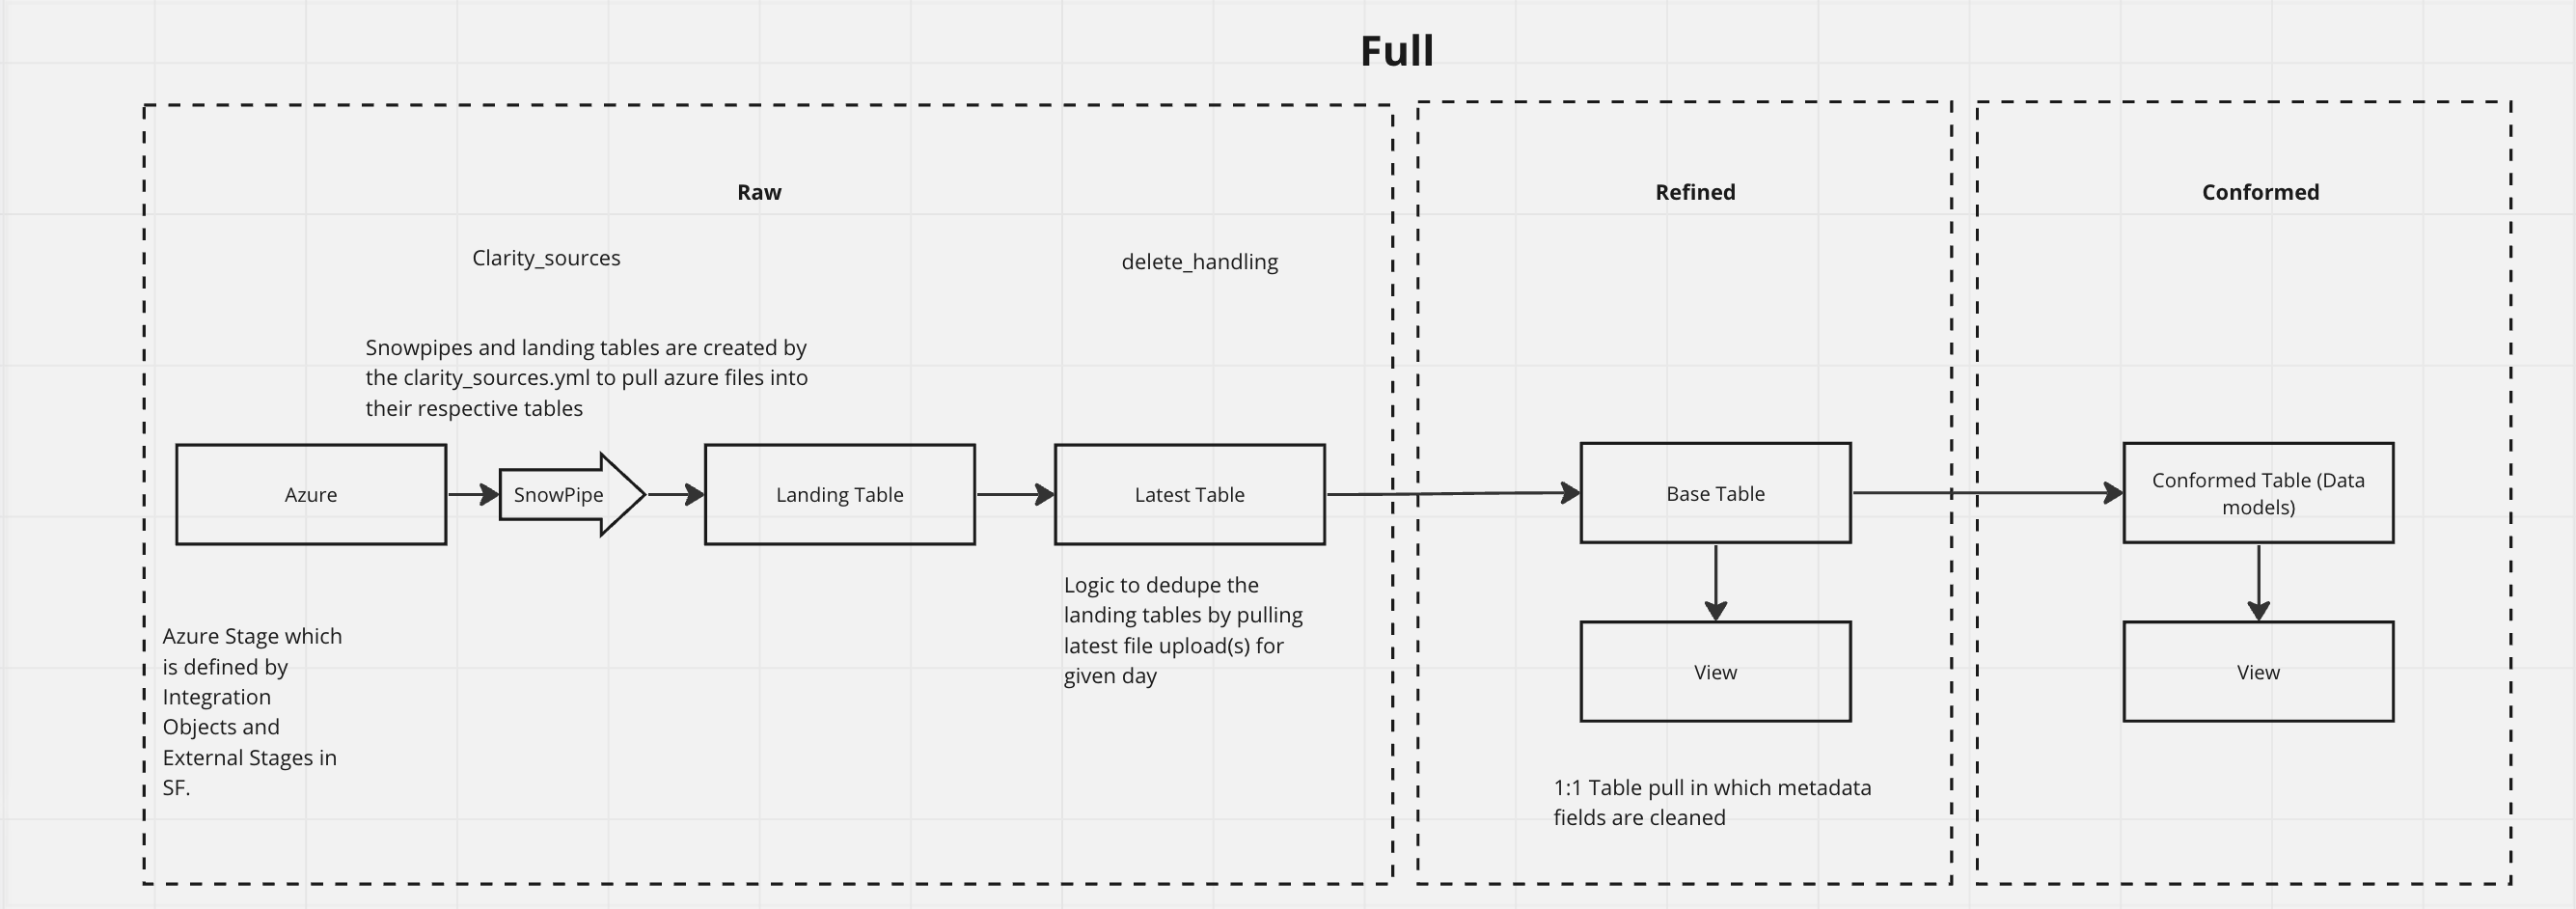 Full
Raw
Refined
Conformed
Clarity_sources
delete_handling
Snowpipes and landing tables are created by
the clarity_sources.yml to pull azure files into
their respective tables
Azure
SnowPipe
Landing Table
Latest Table
Base Table
Conformed Table (Data
models)
Logic to dedupe the
landing tables by pulling
latest file upload(s) for
given day
Azure Stage which
is defined by
Integration
Objects and
External Stages in
SF.
View
View
1:1 Table pull in which metadata
fields are cleaned